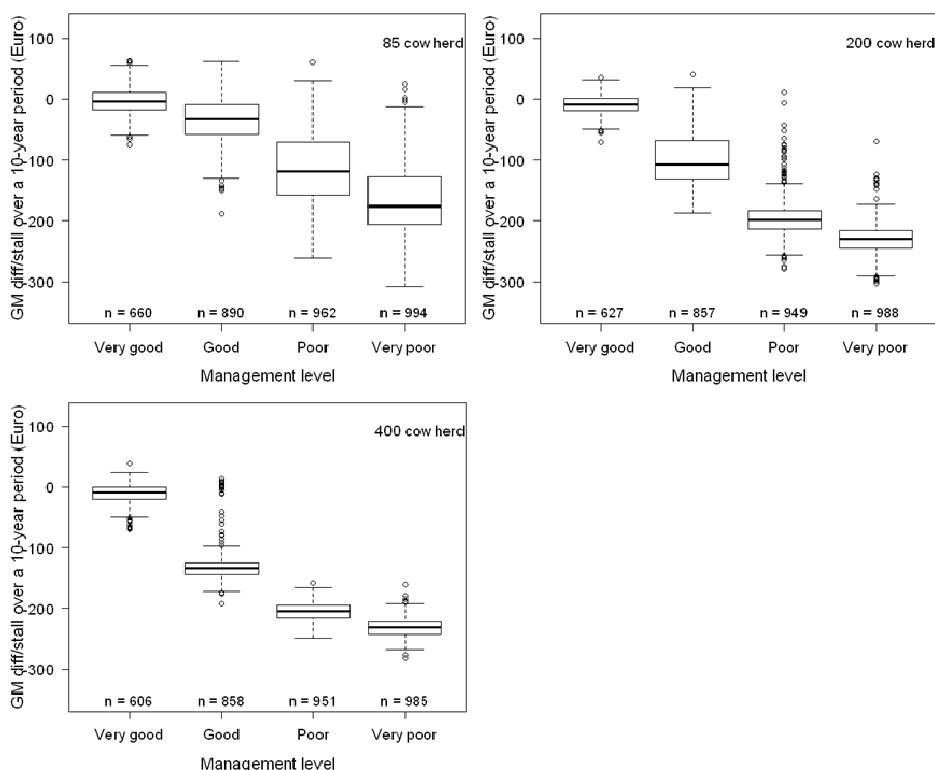 GM diff/stall over a 10-year period (Euro)
100
0
-100
-200
-300
85 cow herd
n = 660 n = 890 n = 962 n = 994
Very good Good Poor Very poor
Management level
GM diff/stall over a 10-year period (Euro)
100
0
-100
-200
-300
200 cow herd
n = 627 n = 857 n = 949 n = 988
Very good Good Poor Very poor
Management level
GM diff/stall over a 10-year period (Euro)
100
0
-100
-200
-300
400 cow herd
n = 606 n = 858 n = 951 n = 985
Very good Good Poor Very poor
Management level